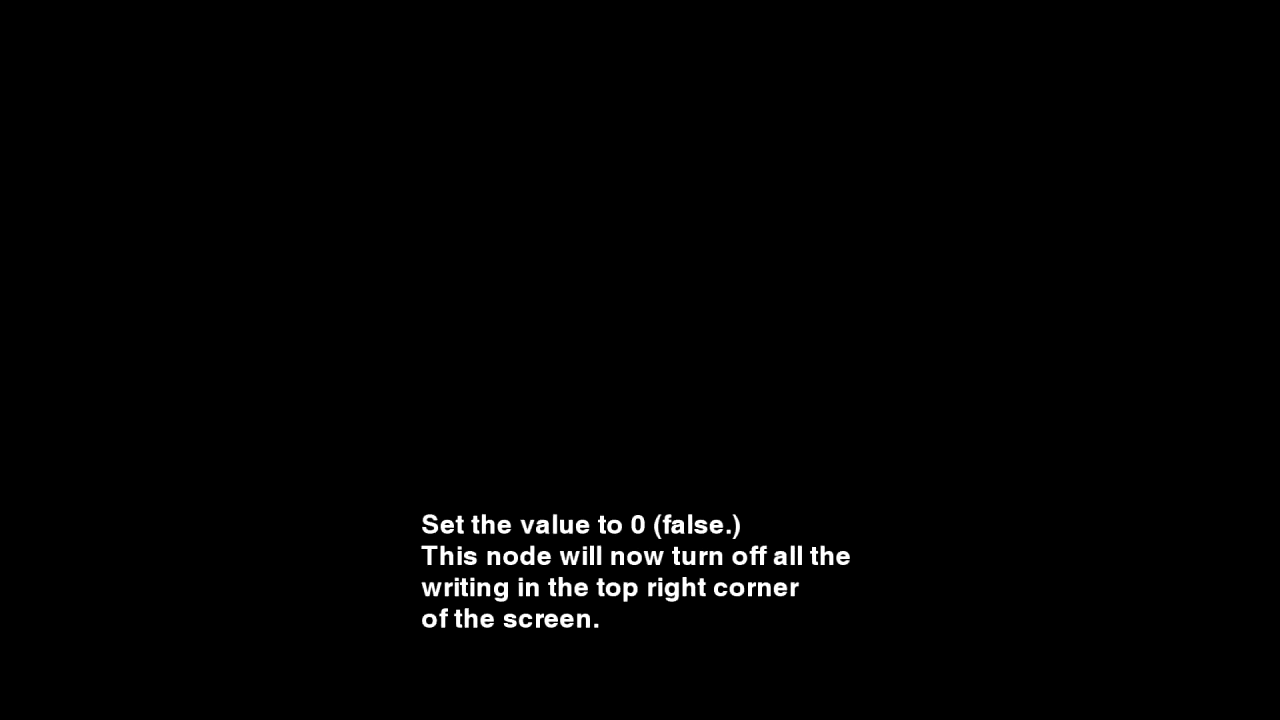 Set the value to 0 (false.)
This node will now turn off all the
writing in the top right corner
of the screen.